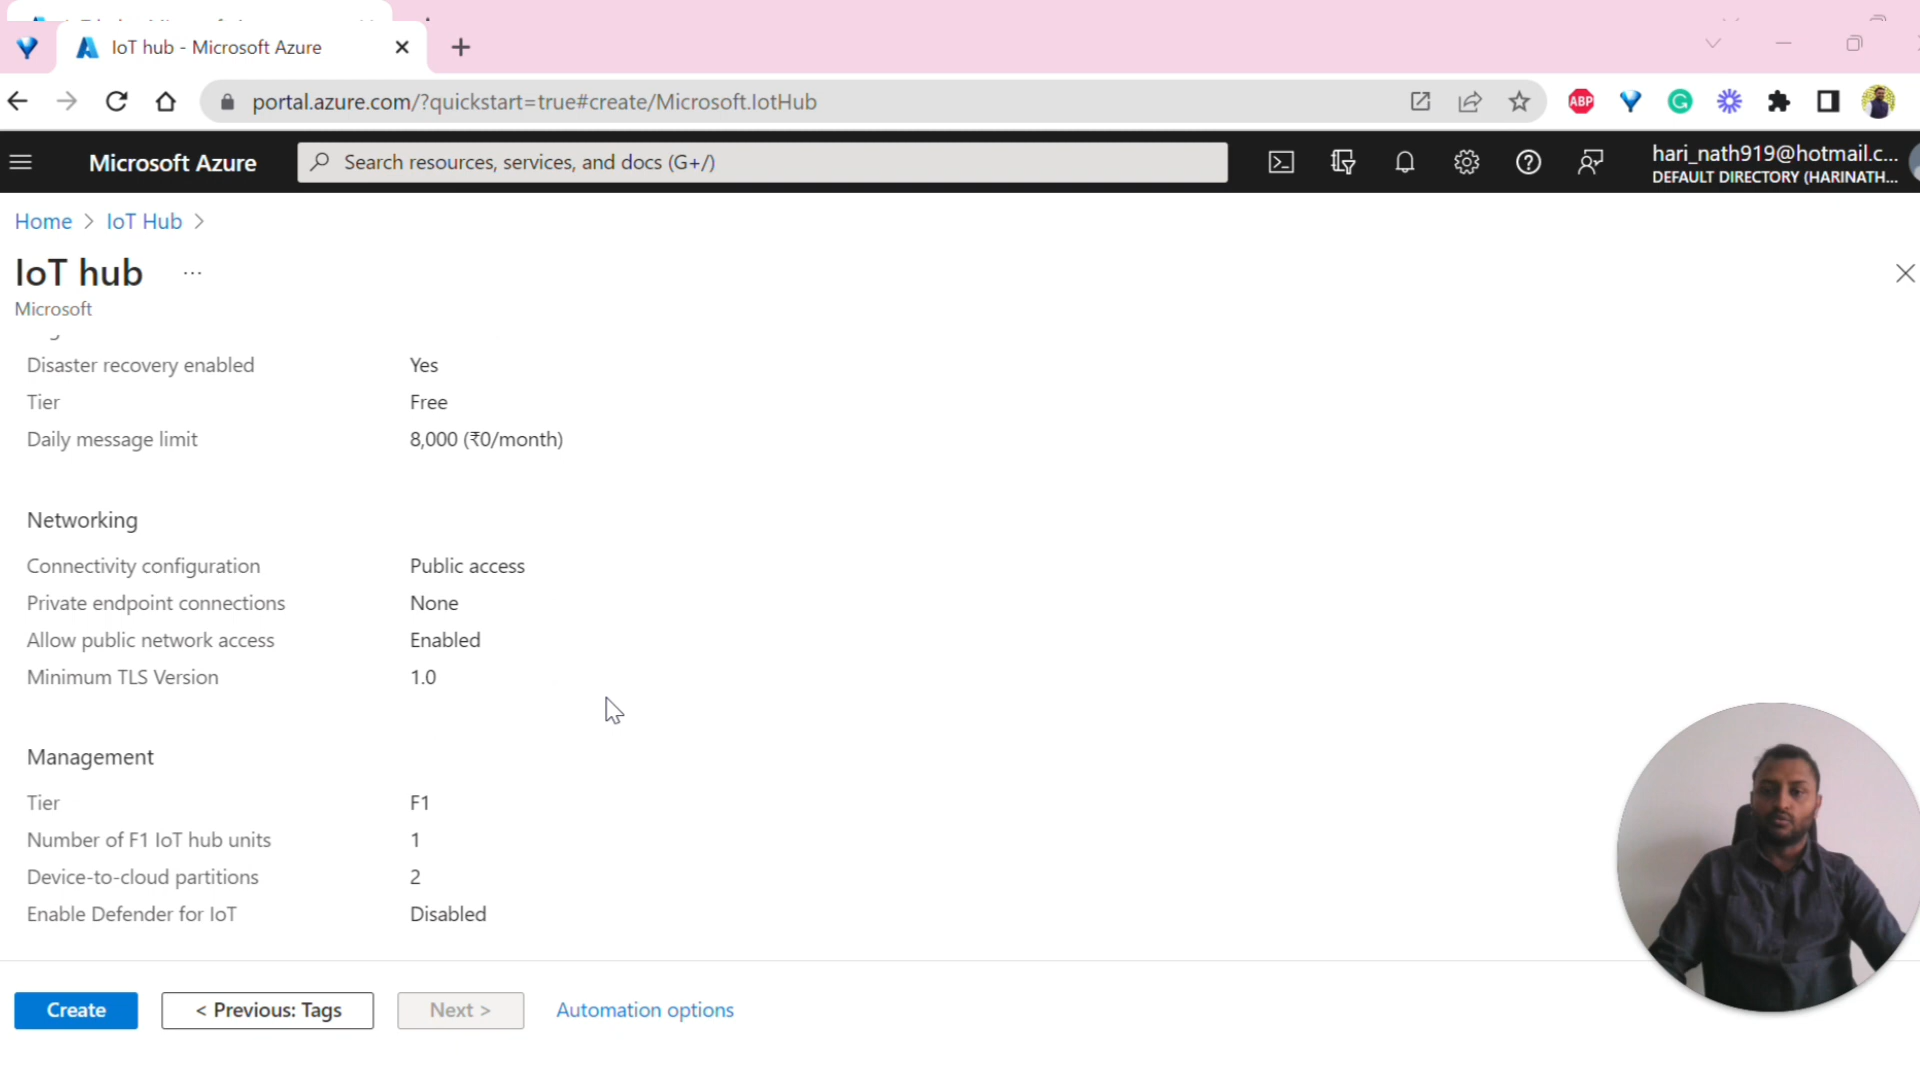 IoT hub - Microsoft Azure
portal.azure.com/?quickstart=true#create/Microsoft.IotHub
ABP
Microsoft Azure
Search resources, services, and docs (G+/)
hari_nath919@hotmail.c...
DEFAULT DIRECTORY (HARINATH...
Home > IoT Hub >
IoT hub ...
Microsoft
Disaster recovery enabled Yes
Tier Free
Daily message limit 8,000 (₹0/month)
Networking
Connectivity configuration Public access
Private endpoint connections None
Allow public network access Enabled
Minimum TLS Version 1.0
Management
Tier F1
Number of F1 IoT hub units 1
Device-to-cloud partitions 2
Enable Defender for IoT Disabled
Create < Previous: Tags Next > Automation options